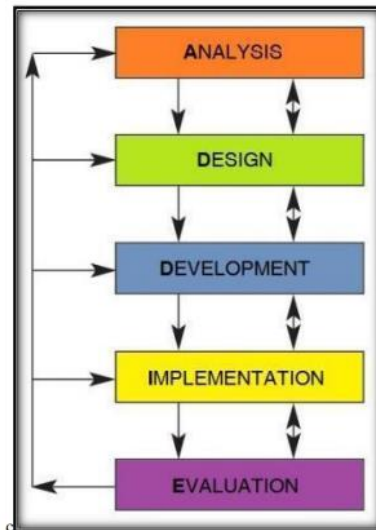 ANALYSIS
DESIGN
DEVELOPMENT
IMPLEMENTATION
EVALUATION